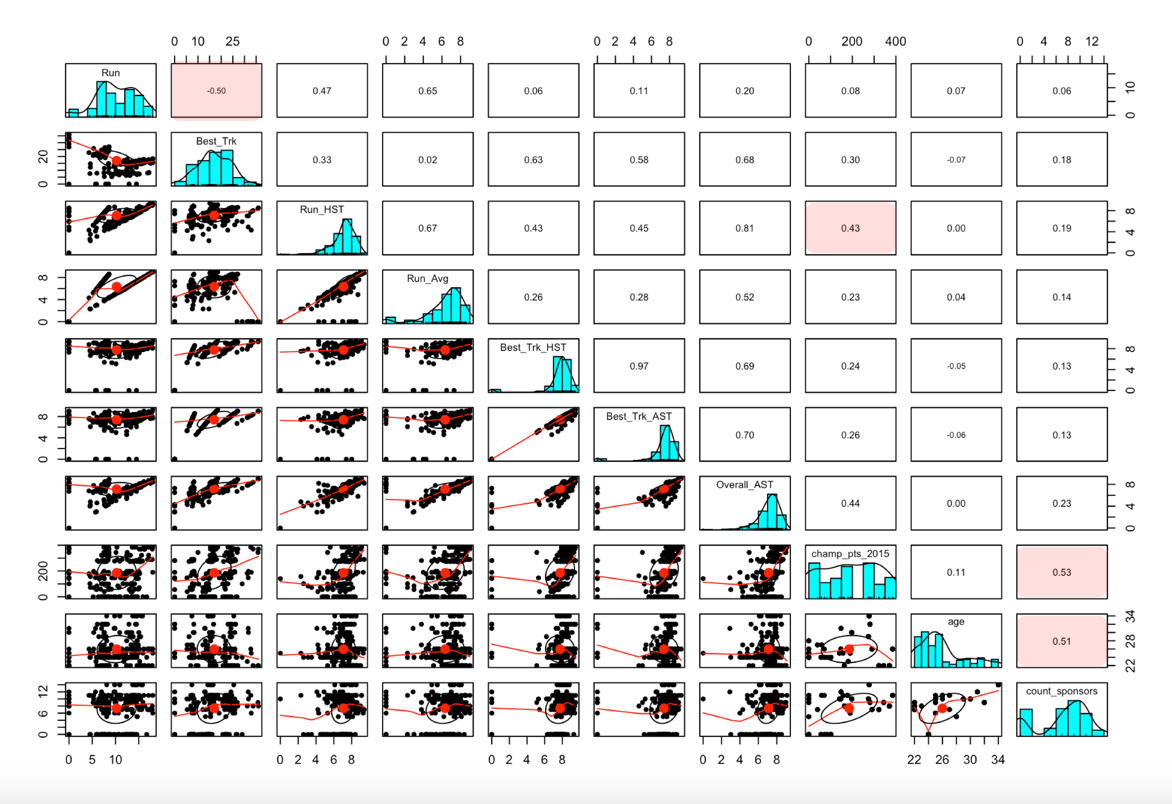 0 10 25 0 2 4 6 8 0 2 4 6 8 0 200 400 0 4 8 12
Run
-0.50 0.47 0.65 0.06 0.11 0.20 0.08 0.07 0.06 0 10
0 20 Best_Trk
0.33 0.02 0.63 0.58 0.68 0.30 -0.07 0.18
Run_HST
0.67 0.43 0.45 0.81 0.43 0.00 0.19 0 4 8
0 4 8 Run_Avg
0.26 0.28 0.52 0.23 0.04 0.14
Best_Trk_HST
0.97 0.69 0.24 -0.05 0.13 0 4 8
0 4 8 Best_Trk_AST
0.70 0.26 -0.06 0.13
Overall_AST
0.44 0.00 0.23 0 4 8
0 200 champ_pts_2015
0.11 0.53
age
0.51 22 28 34
0 6 12 count_sponsors
0 5 10 0 2 4 6 8 0 2 4 6 8 0 2 4 6 8 22 26 30 34